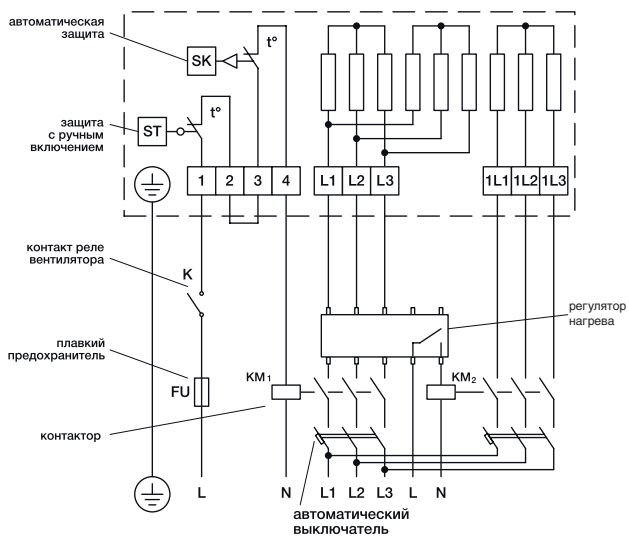 автоматическая
защита
SK
t°
t°
защита
с ручным
включением
ST
1 2 3 4 L1 L2 L3 1L1 1L2 1L3
контакт реле
вентилятора
K
регулятор
нагрева
плавкий
предохранитель
FU
KM1
KM2
контактор
L N L1 L2 L3 L N
автоматический
выключатель